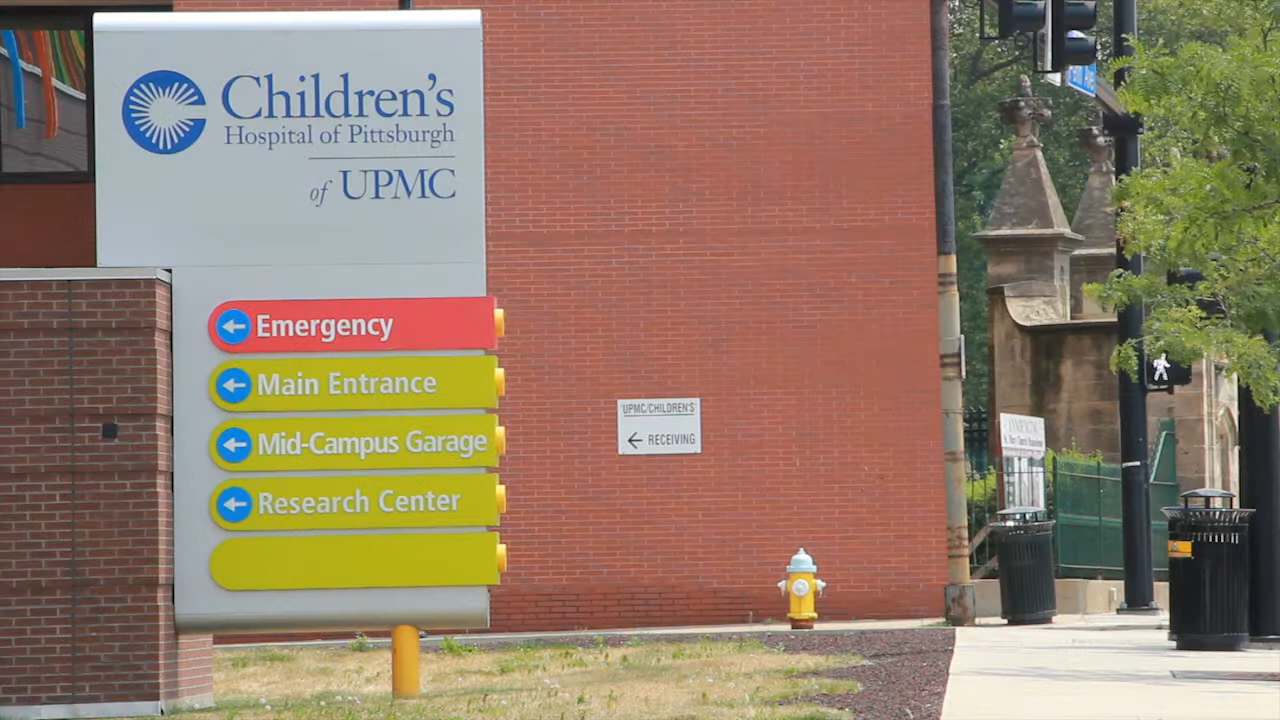 Children's
Hospital of Pittsburgh
of UPMC
Emergency
Main Entrance
Mid-Campus Garage
Research Center
UPMC/CHILDREN'S
RECEIVING